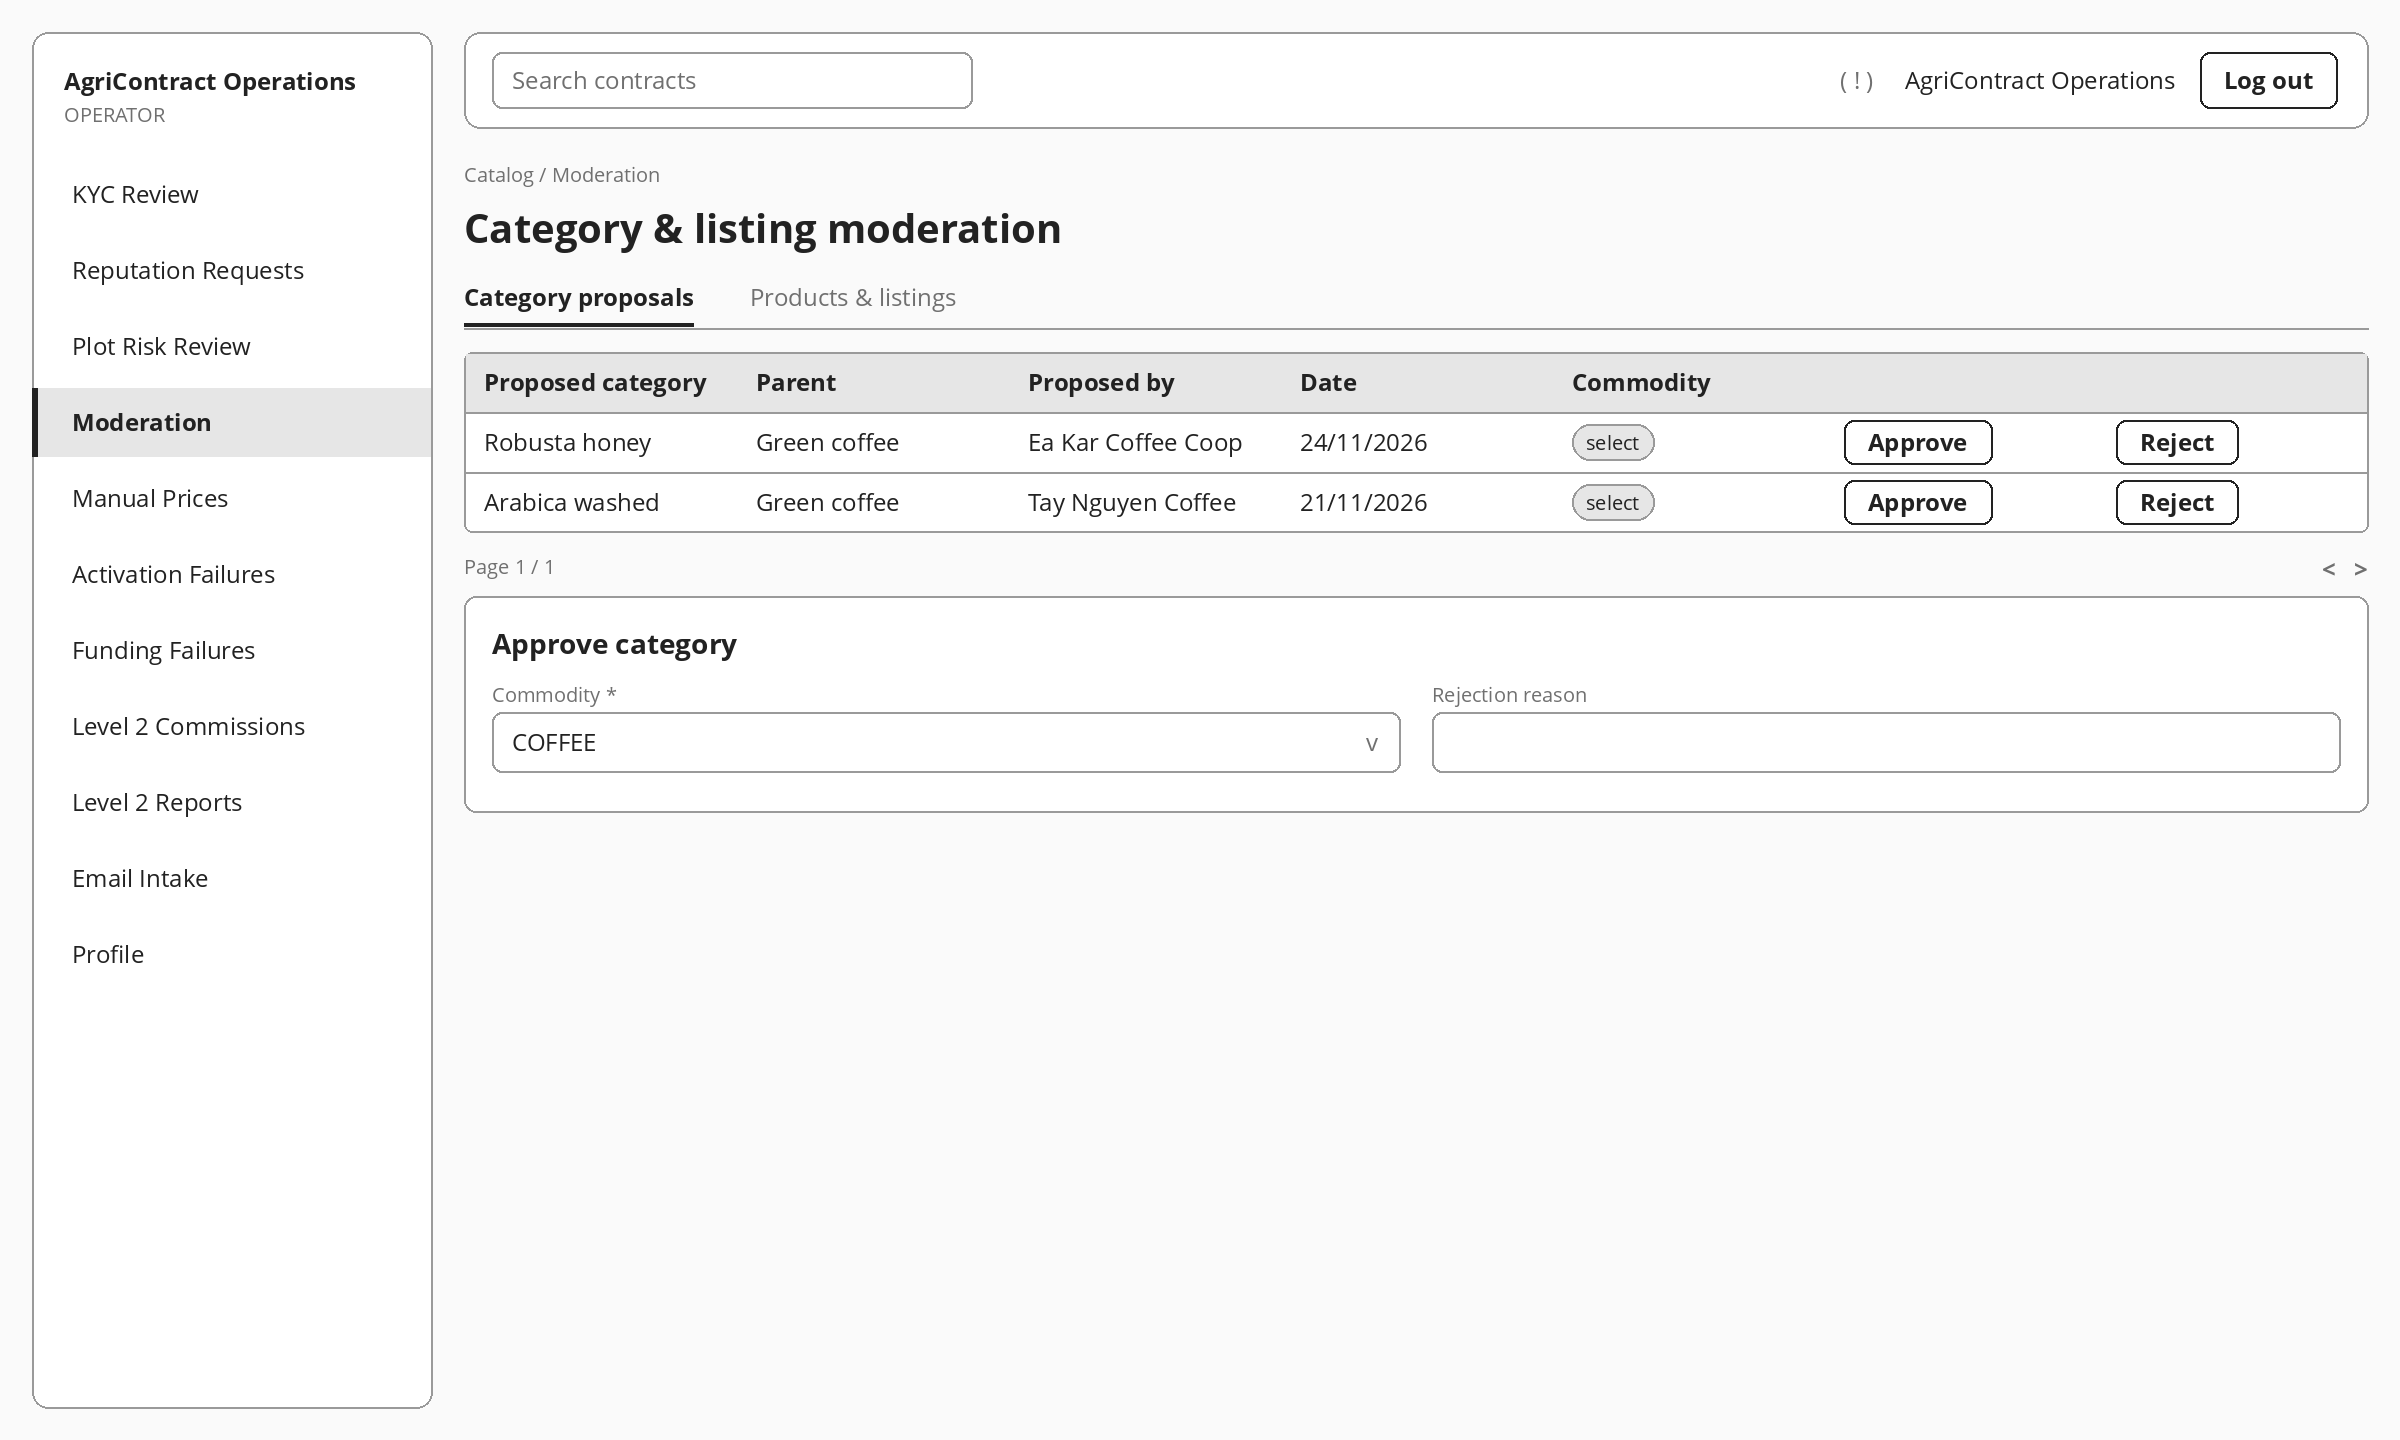 AgriContract Operations
OPERATOR
KYC Review
Reputation Requests
Plot Risk Review
Moderation
Manual Prices
Activation Failures
Funding Failures
Level 2 Commissions
Level 2 Reports
Email Intake
Profile
Search contracts
(!) AgriContract Operations Log out
Catalog / Moderation
Category & listing moderation
Category proposals Products & listings
Proposed category Parent Proposed by Date Commodity
Robusta honey Green coffee Ea Kar Coffee Coop 24/11/2026 select Approve Reject
Arabica washed Green coffee Tay Nguyen Coffee 21/11/2026 select Approve Reject
Page 1 / 1 < >
Approve category
Commodity * Rejection reason
COFFEE v